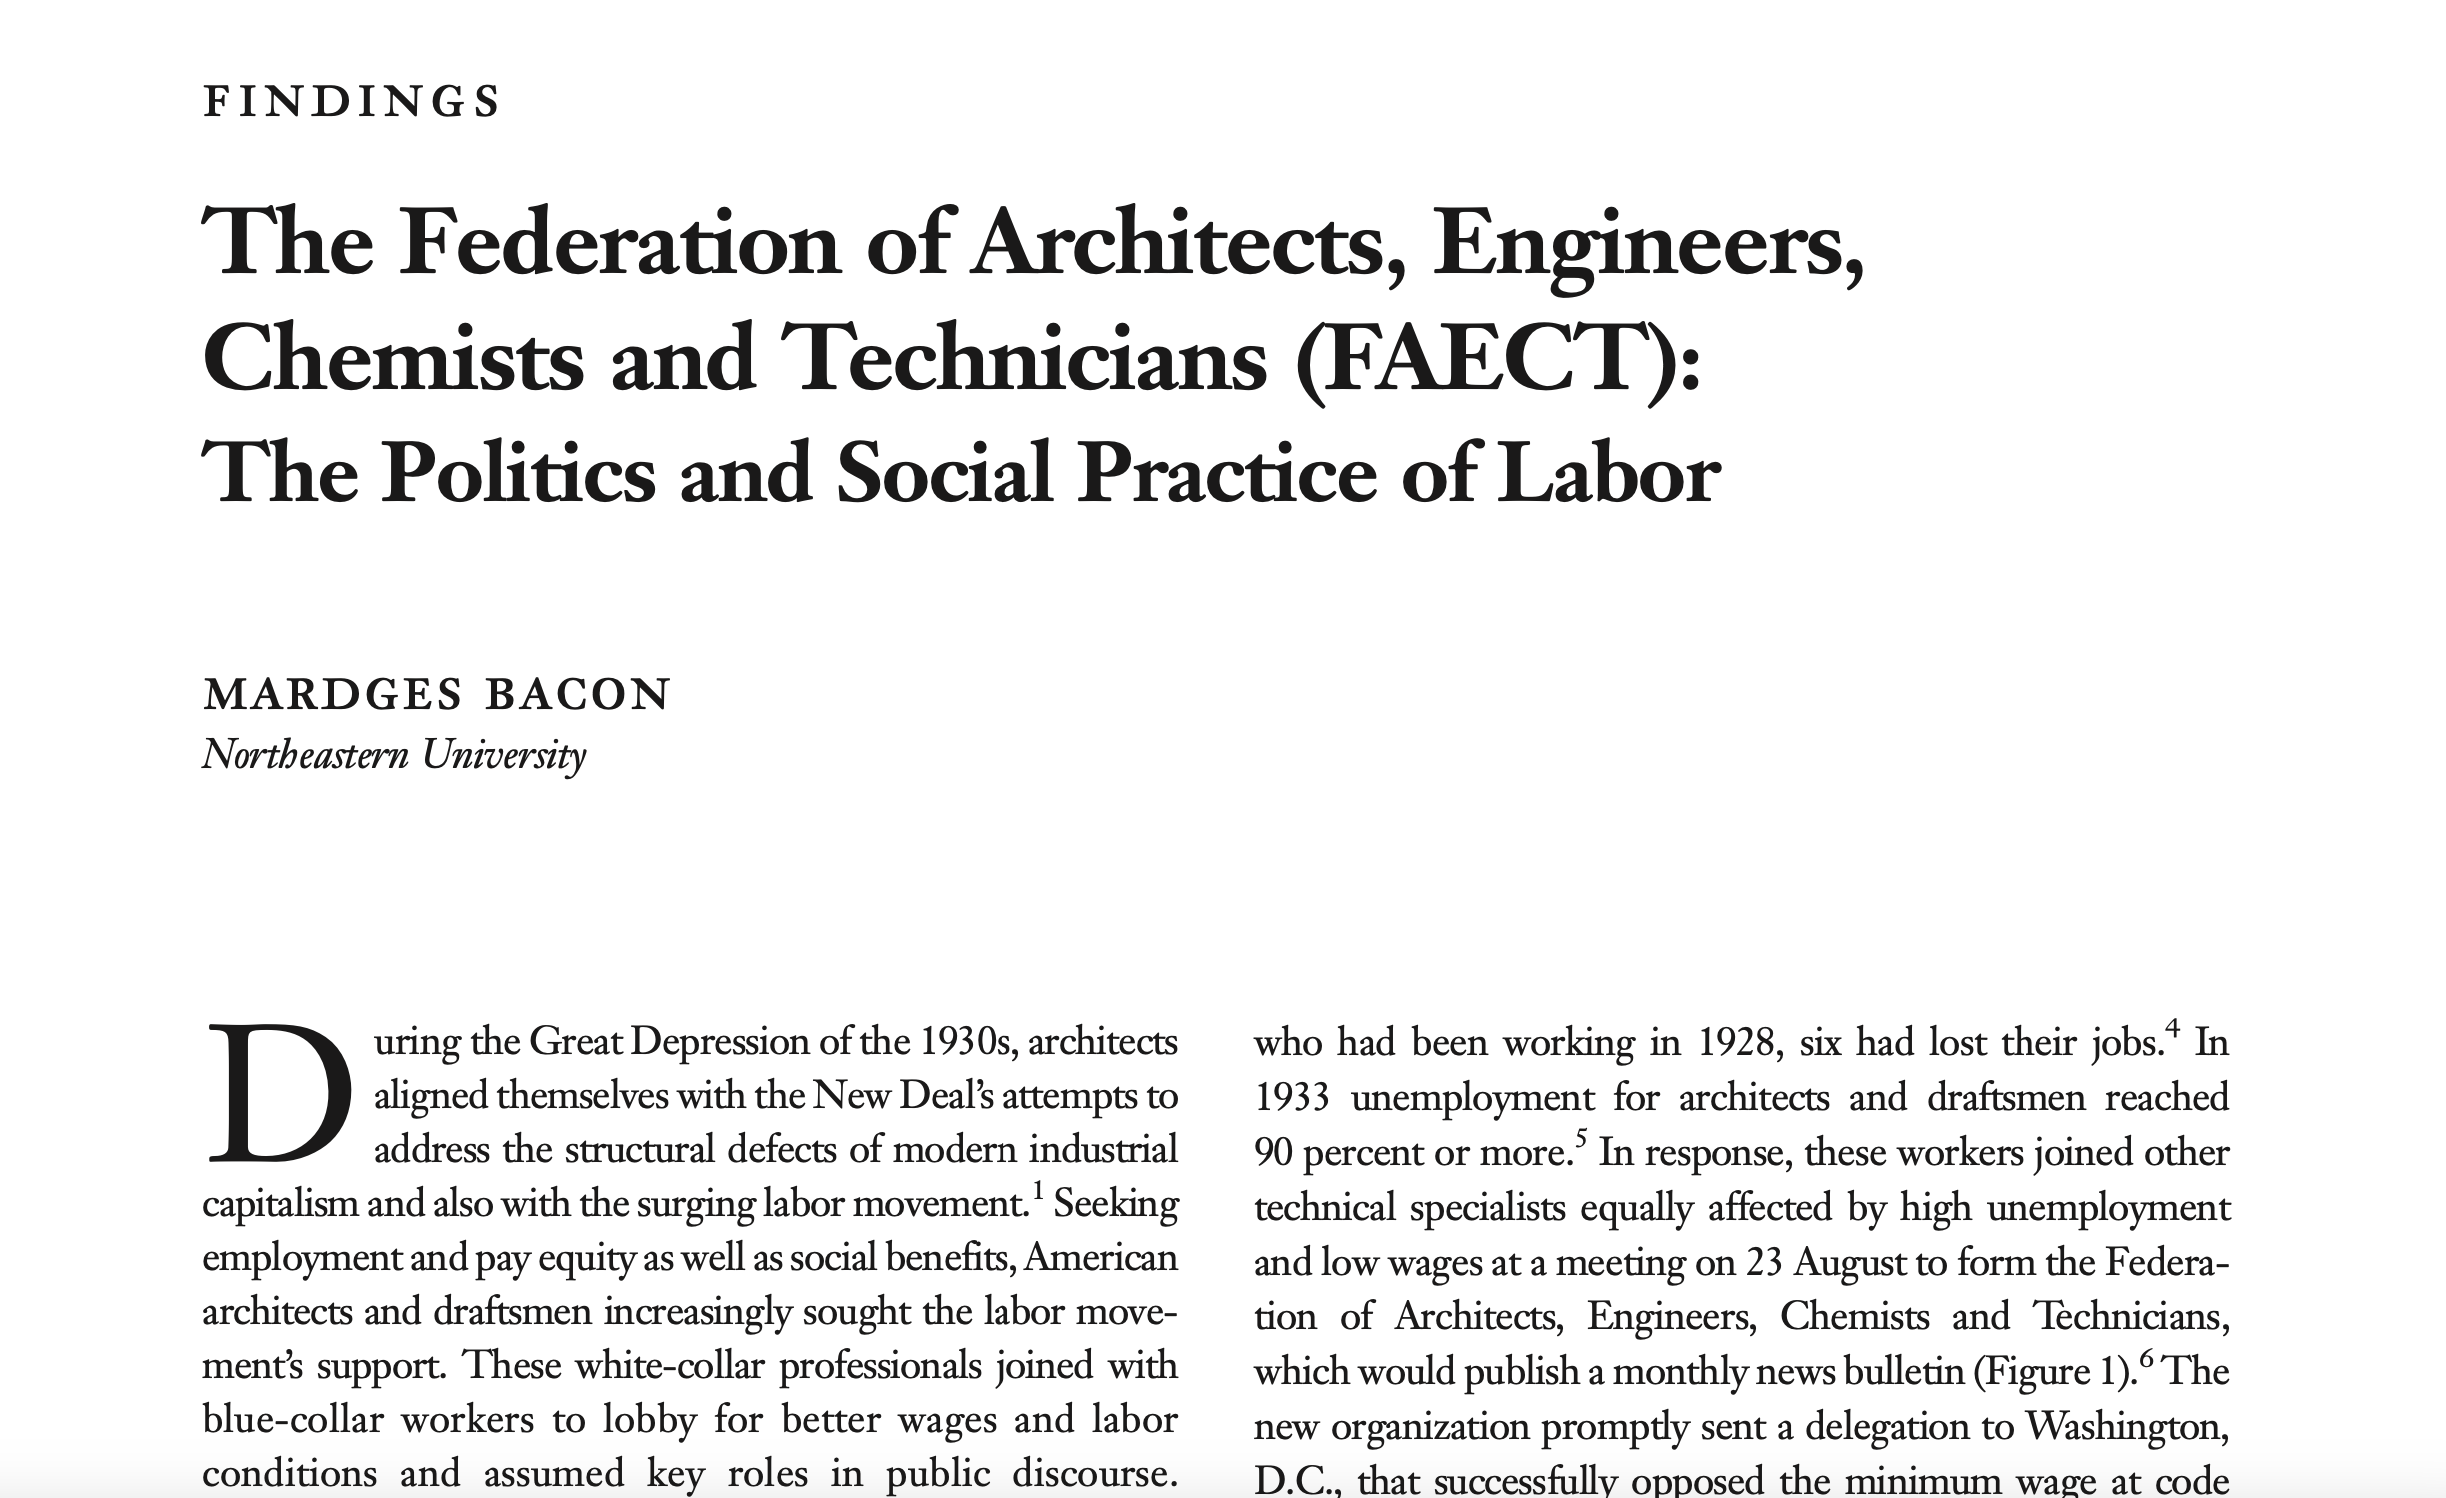 FINDINGS
The Federation of Architects, Engineers,
Chemists and Technicians (FAECT):
The Politics and Social Practice of Labor
MARDGES BACON
Northeastern University
During the Great Depression of the 1930s, architects
aligned themselves with the New Deal’s attempts to
address the structural defects of modern industrial
capitalism and also with the surging labor movement.1 Seeking
employment and pay equity as well as social benefits, American
architects and draftsmen increasingly sought the labor move-
ment’s support. These white-collar professionals joined with
blue-collar workers to lobby for better wages and labor
conditions and assumed key roles in public discourse.
who had been working in 1928, six had lost their jobs.4 In
1933 unemployment for architects and draftsmen reached
90 percent or more.5 In response, these workers joined other
technical specialists equally affected by high unemployment
and low wages at a meeting on 23 August to form the Federa-
tion of Architects, Engineers, Chemists and Technicians,
which would publish a monthly news bulletin (Figure 1).6 The
new organization promptly sent a delegation to Washington,
D.C., that successfully opposed the minimum wage at code